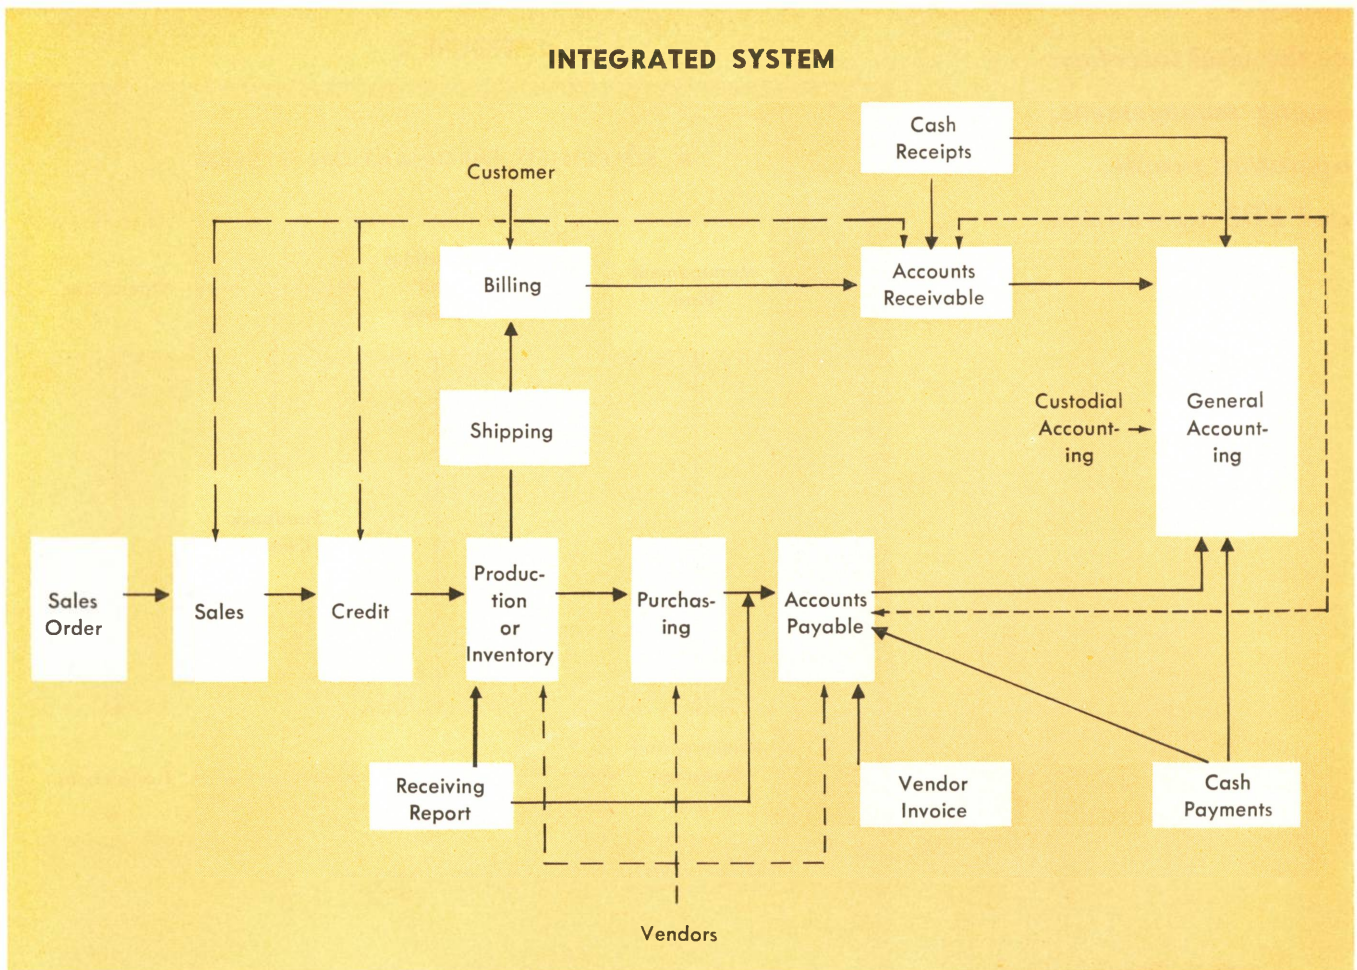 INTEGRATED SYSTEM
Cash
Receipts
Customer
Billing
Accounts
Receivable
Shipping
Custodial
Account-
ing
General
Account-
ing
Sales
Order
Sales
Credit
Produc-
tion
or
Inventory
Purchas-
ing
Accounts
Payable
Receiving
Report
Vendor
Invoice
Cash
Payments
Vendors